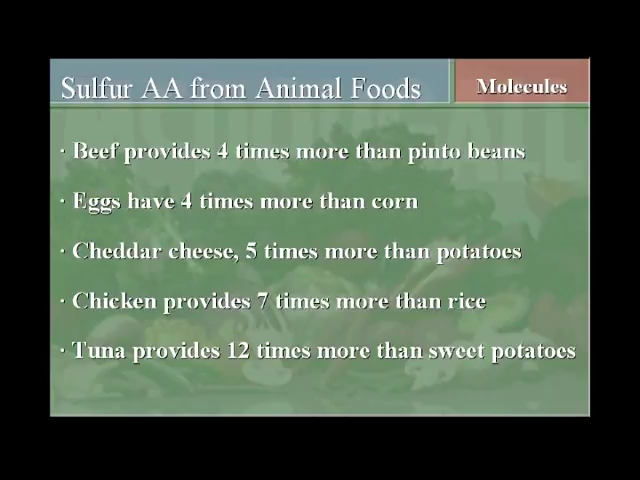 Sulfur AA from Animal Foods
Molecules
· Beef provides 4 times more than pinto beans
· Eggs have 4 times more than corn
· Cheddar cheese, 5 times more than potatoes
· Chicken provides 7 times more than rice
· Tuna provides 12 times more than sweet potatoes